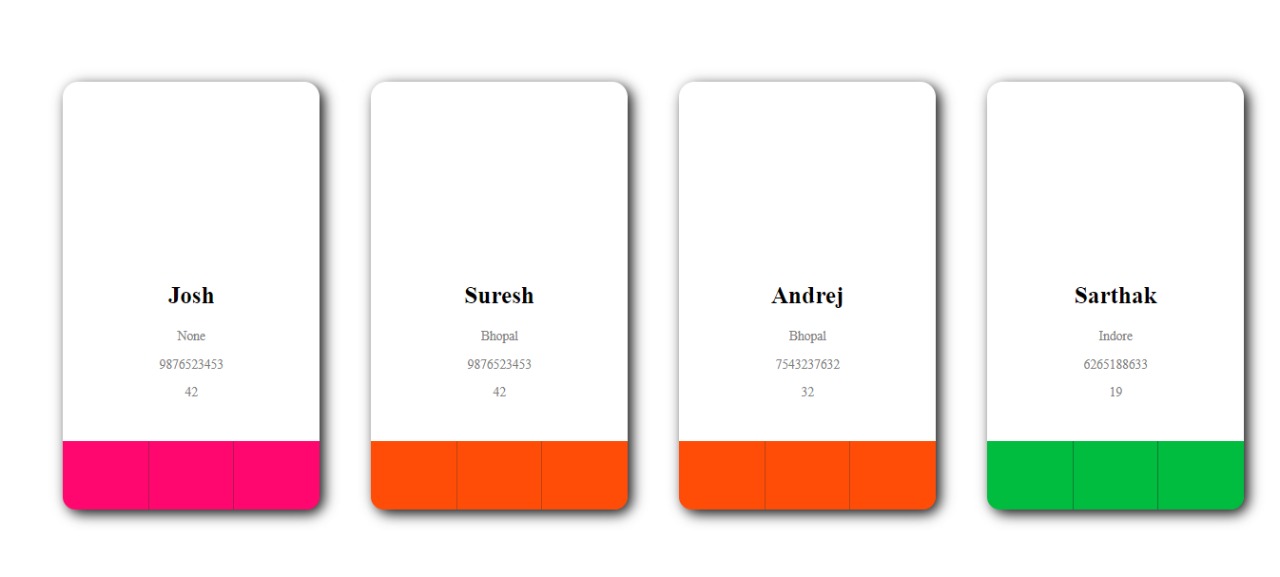 Josh
None
9876523453
42
Suresh
Bhopal
9876523453
42
Andrej
Bhopal
7543237632
32
Sarthak
Indore
6265188633
19